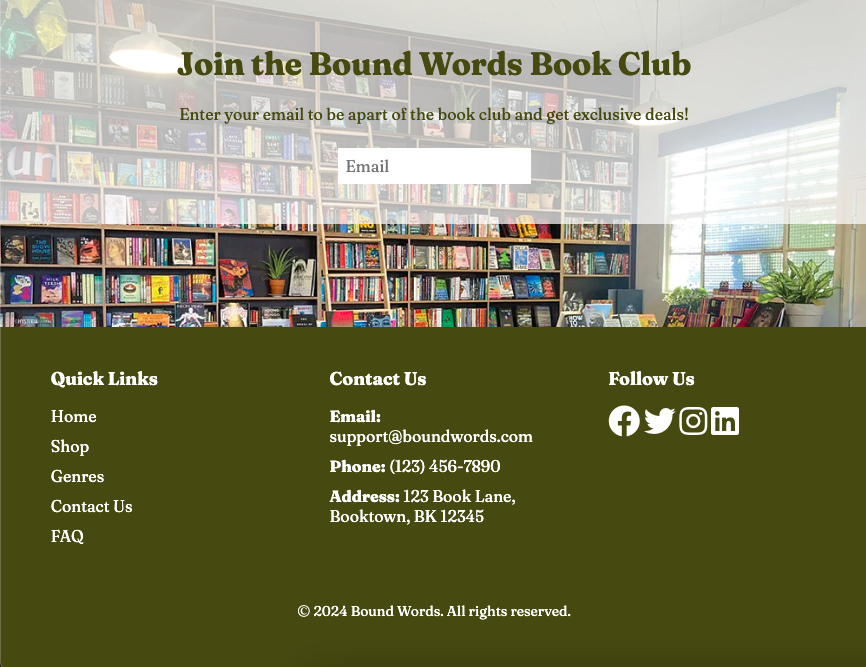 Join the Bound Words Book Club
Enter your email to be apart of the book club and get exclusive deals!
Email
Quick Links
Home
Shop
Genres
Contact Us
FAQ
Contact Us
Email:
support@boundwords.com
Phone: (123) 456-7890
Address: 123 Book Lane,
Booktown, BK 12345
Follow Us
© 2024 Bound Words. All rights reserved.